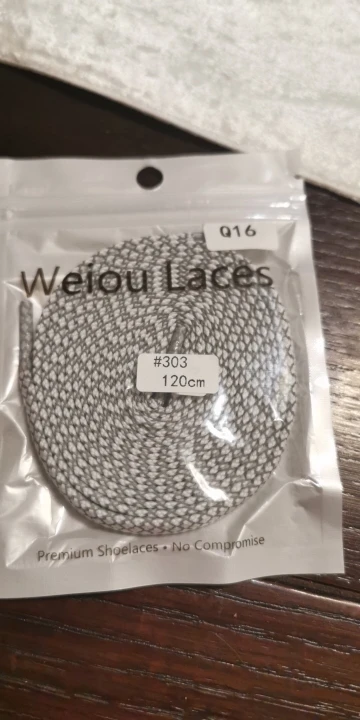 Q16
Weiou Laces
#303
120cm
Premium Shoelaces • No Compromise